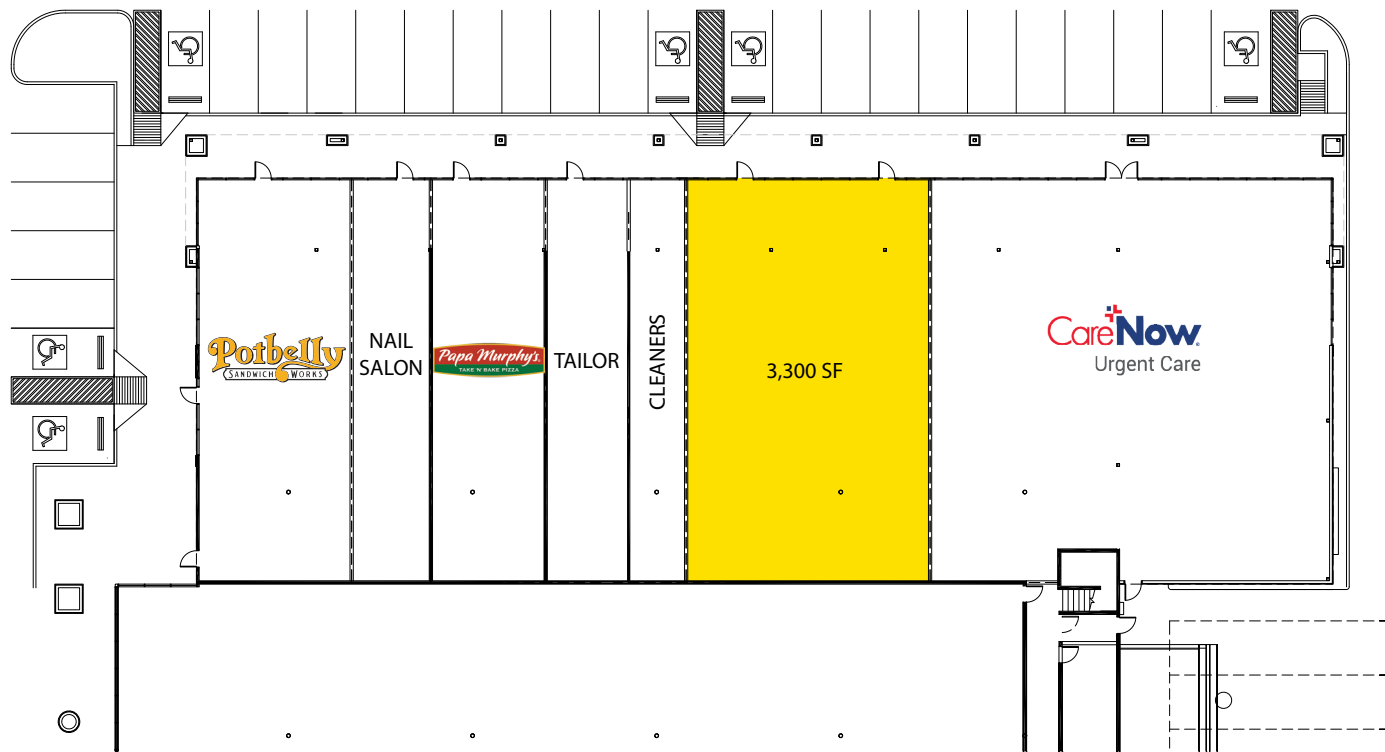 Potbelly
SANDWICH WORKS
NAIL
SALON
Papa Murphy's.
TAKE 'N' BAKE PIZZA
TAILOR
CLEANERS
3,300 SF
CareNow.
Urgent Care